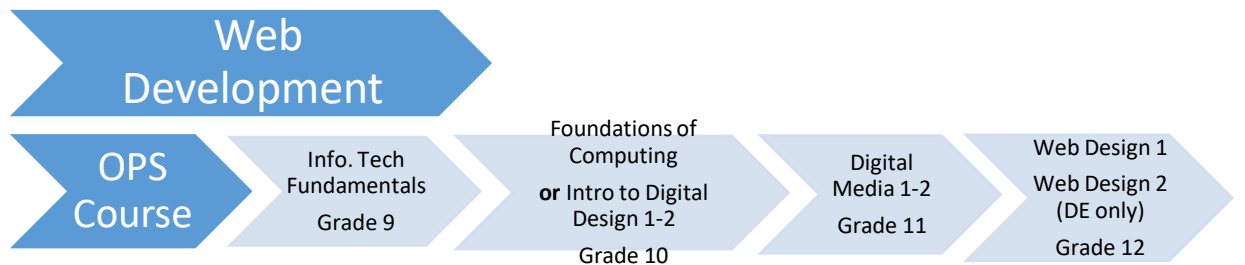 Web
Development
OPS
Course
Info. Tech
Fundamentals
Grade 9
Foundations of
Computing
or Intro to Digital
Design 1-2
Grade 10
Digital
Media 1-2
Grade 11
Web Design 1
Web Design 2
(DE only)
Grade 12